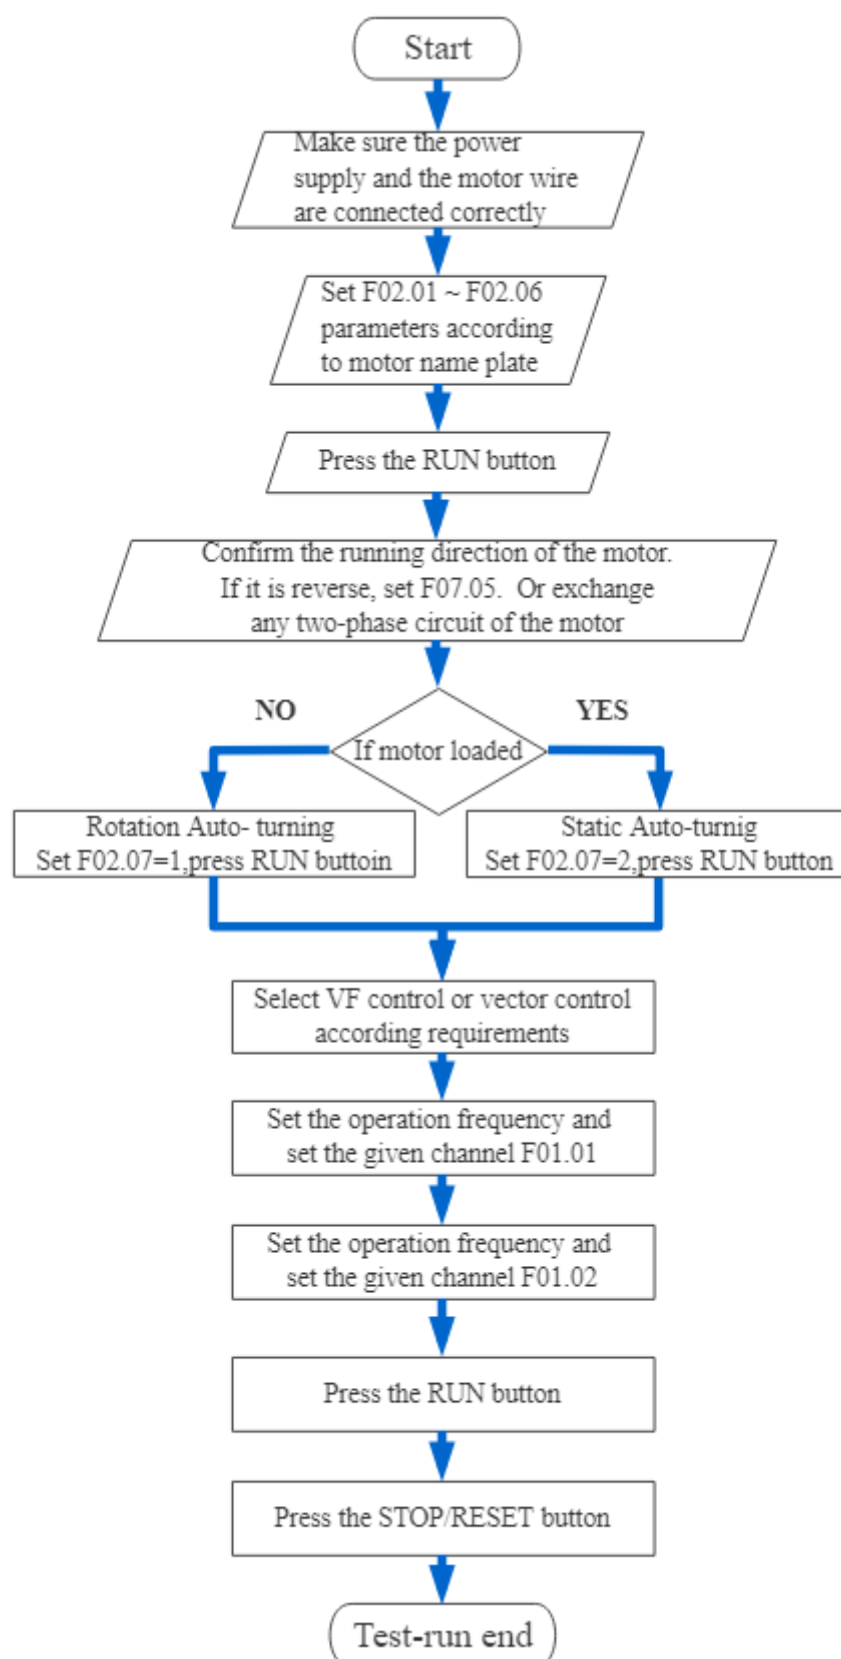 Start
Make sure the power
supply and the motor wire
are connected correctly
Set F02.01 ~ F02.06
parameters according
to motor name plate
Press the RUN button
Confirm the running direction of the motor.
If it is reverse, set F07.05. Or exchange
any two-phase circuit of the motor
NO
YES
If motor loaded
Rotation Auto- turning
Set F02.07=1,press RUN buttoin
Static Auto-turnig
Set F02.07=2,press RUN button
Select VF control or vector control
according requirements
Set the operation frequency and
set the given channel F01.01
Set the operation frequency and
set the given channel F01.02
Press the RUN button
Press the STOP/RESET button
Test-run end